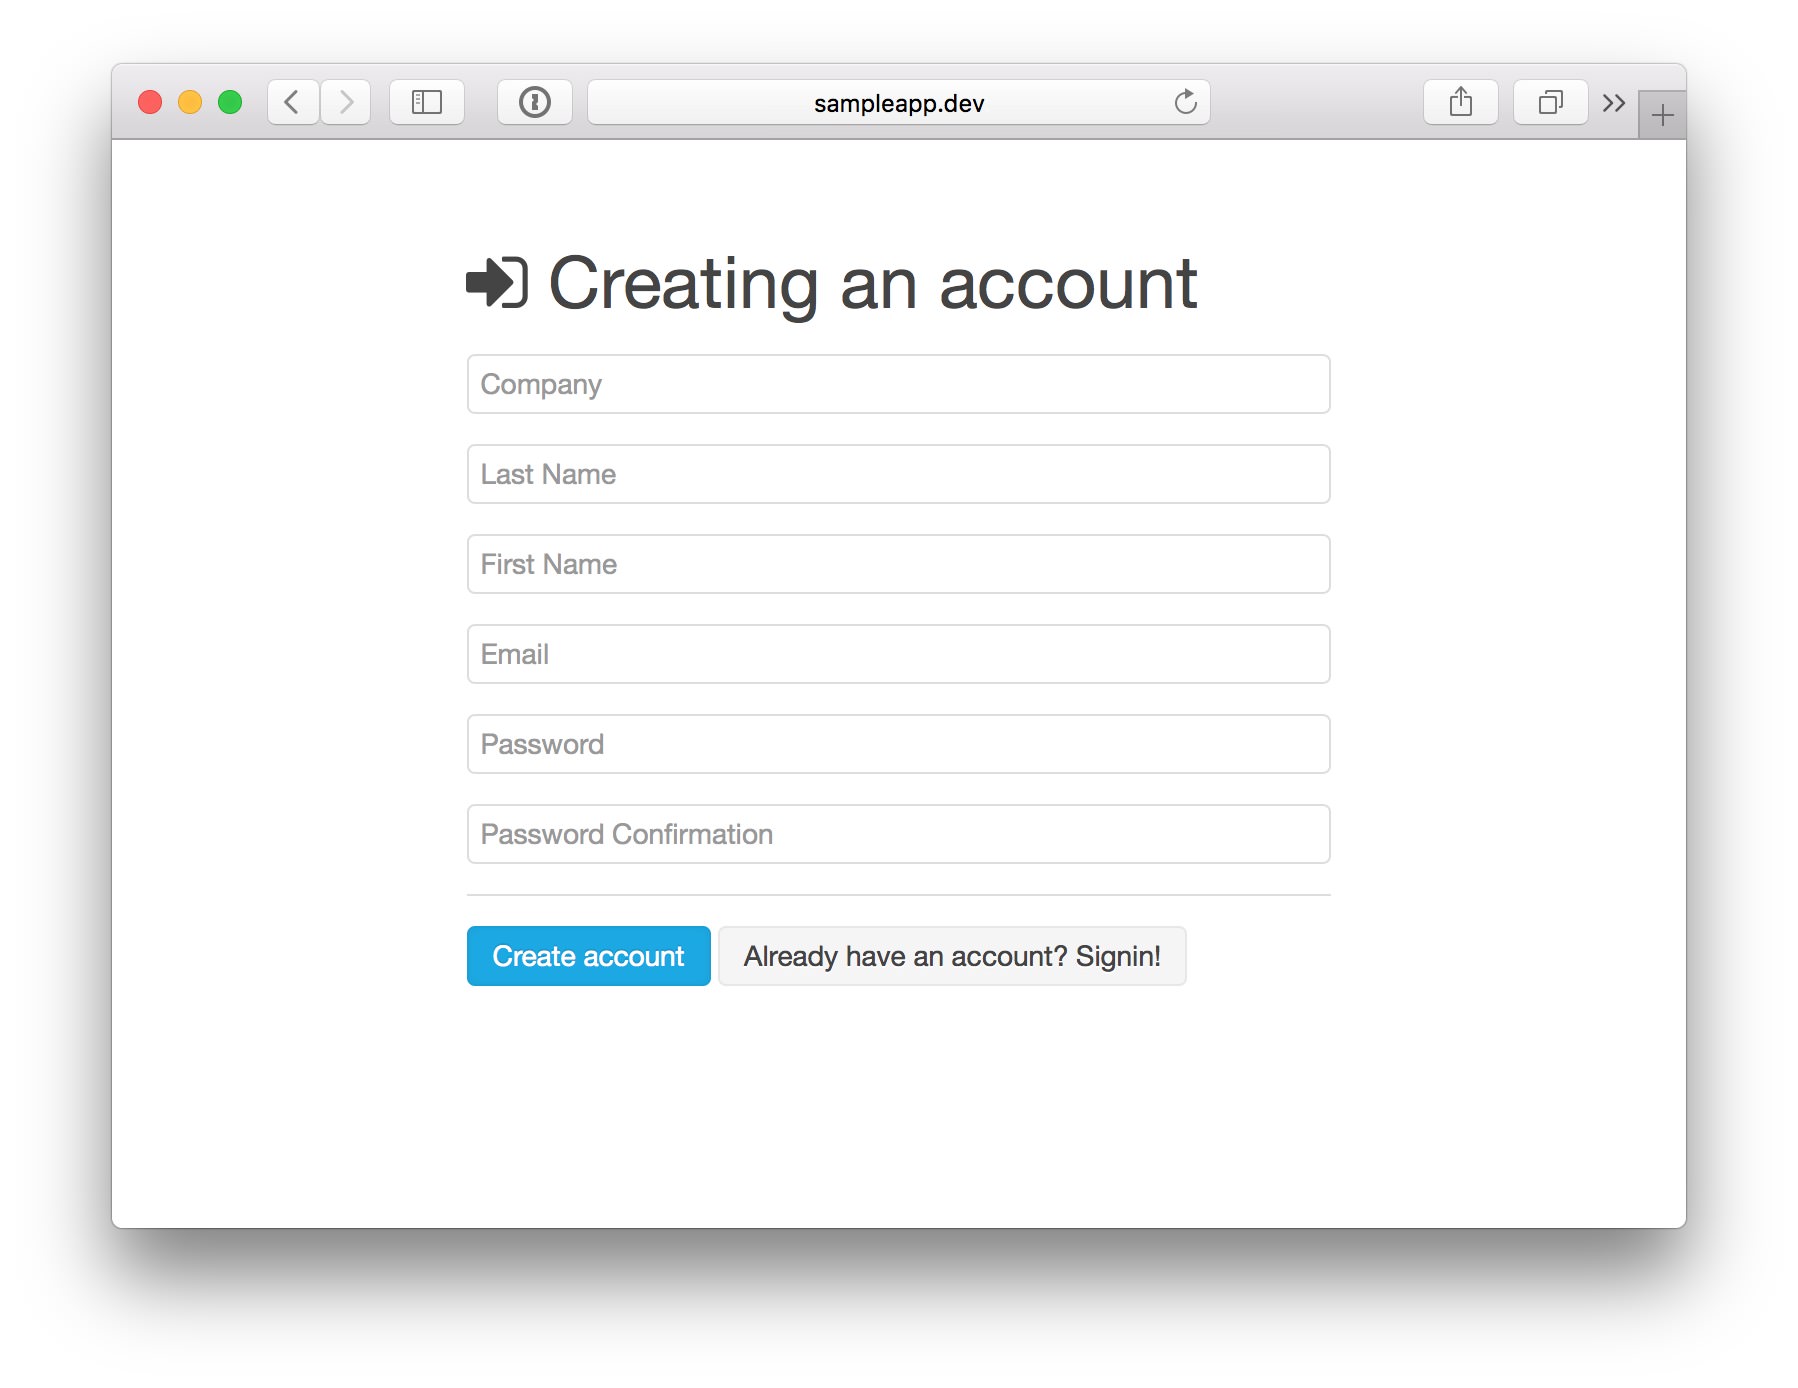 sampleapp.dev
Creating an account
Company
Last Name
First Name
Email
Password
Password Confirmation
Create account
Already have an account? Signin!